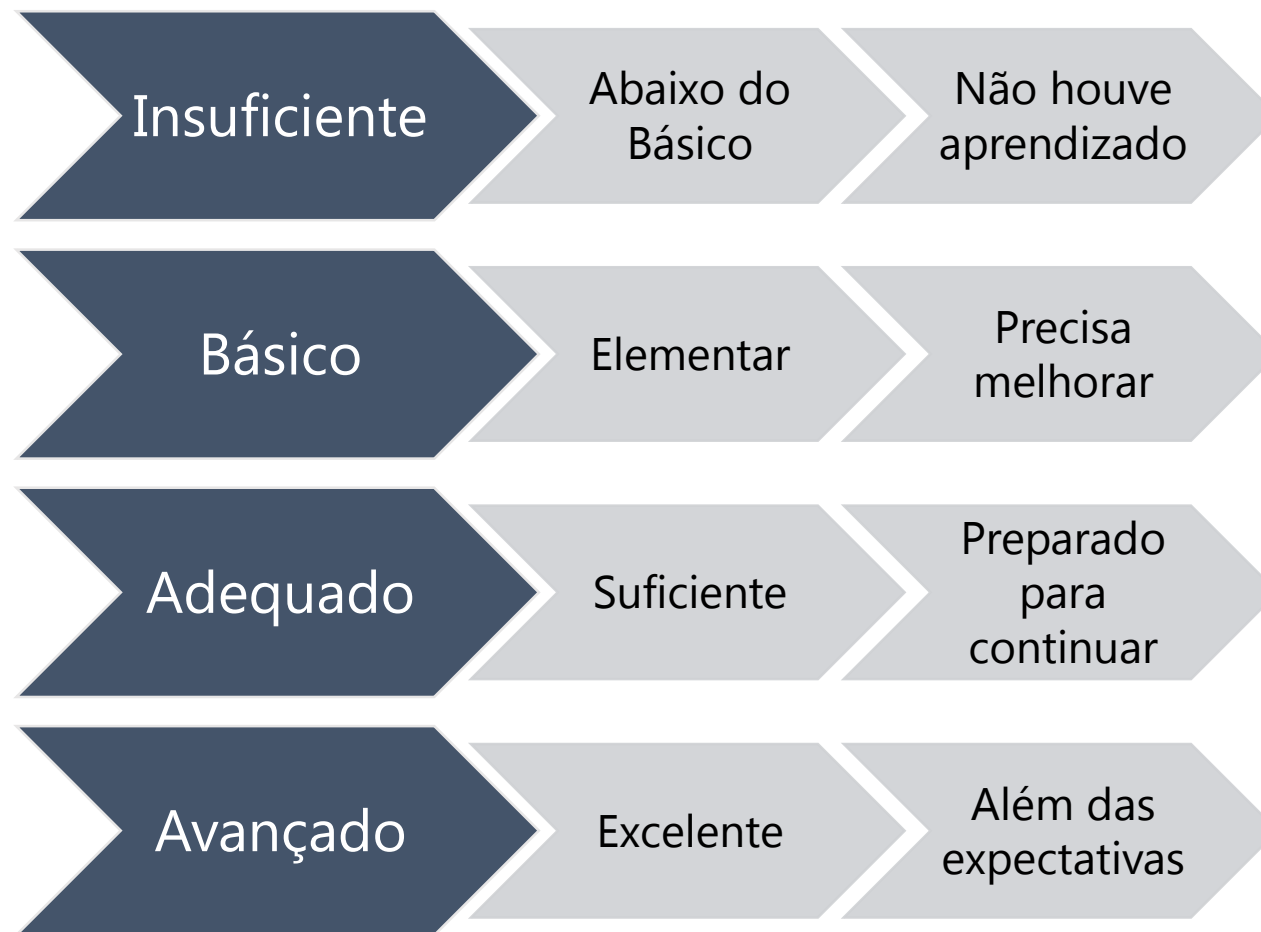 Insuficiente
Abaixo do
Básico
Não houve
aprendizado
Básico
Elementar
Precisa
melhorar
Adequado
Suficiente
Preparado
para
continuar
Avançado
Excelente
Além das
expectativas